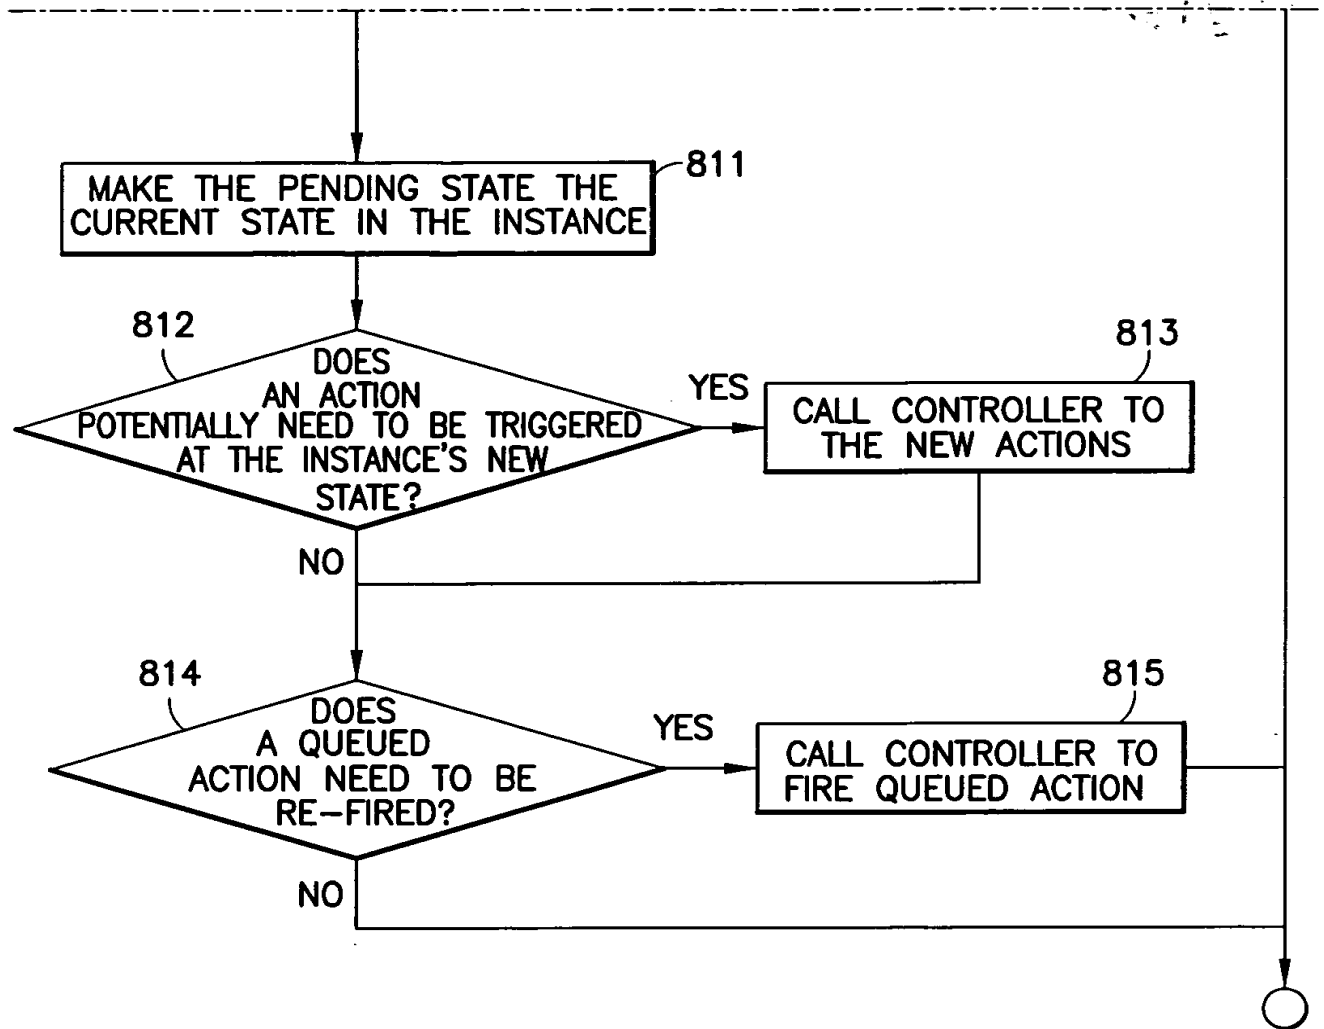 811
MAKE THE PENDING STATE THE
CURRENT STATE IN THE INSTANCE
812
DOES
AN ACTION
POTENTIALLY NEED TO BE TRIGGERED
AT THE INSTANCE'S NEW
STATE?
YES
813
CALL CONTROLLER TO
THE NEW ACTIONS
NO
814
DOES
A QUEUED
ACTION NEED TO BE
RE-FIRED?
YES
815
CALL CONTROLLER TO
FIRE QUEUED ACTION
NO